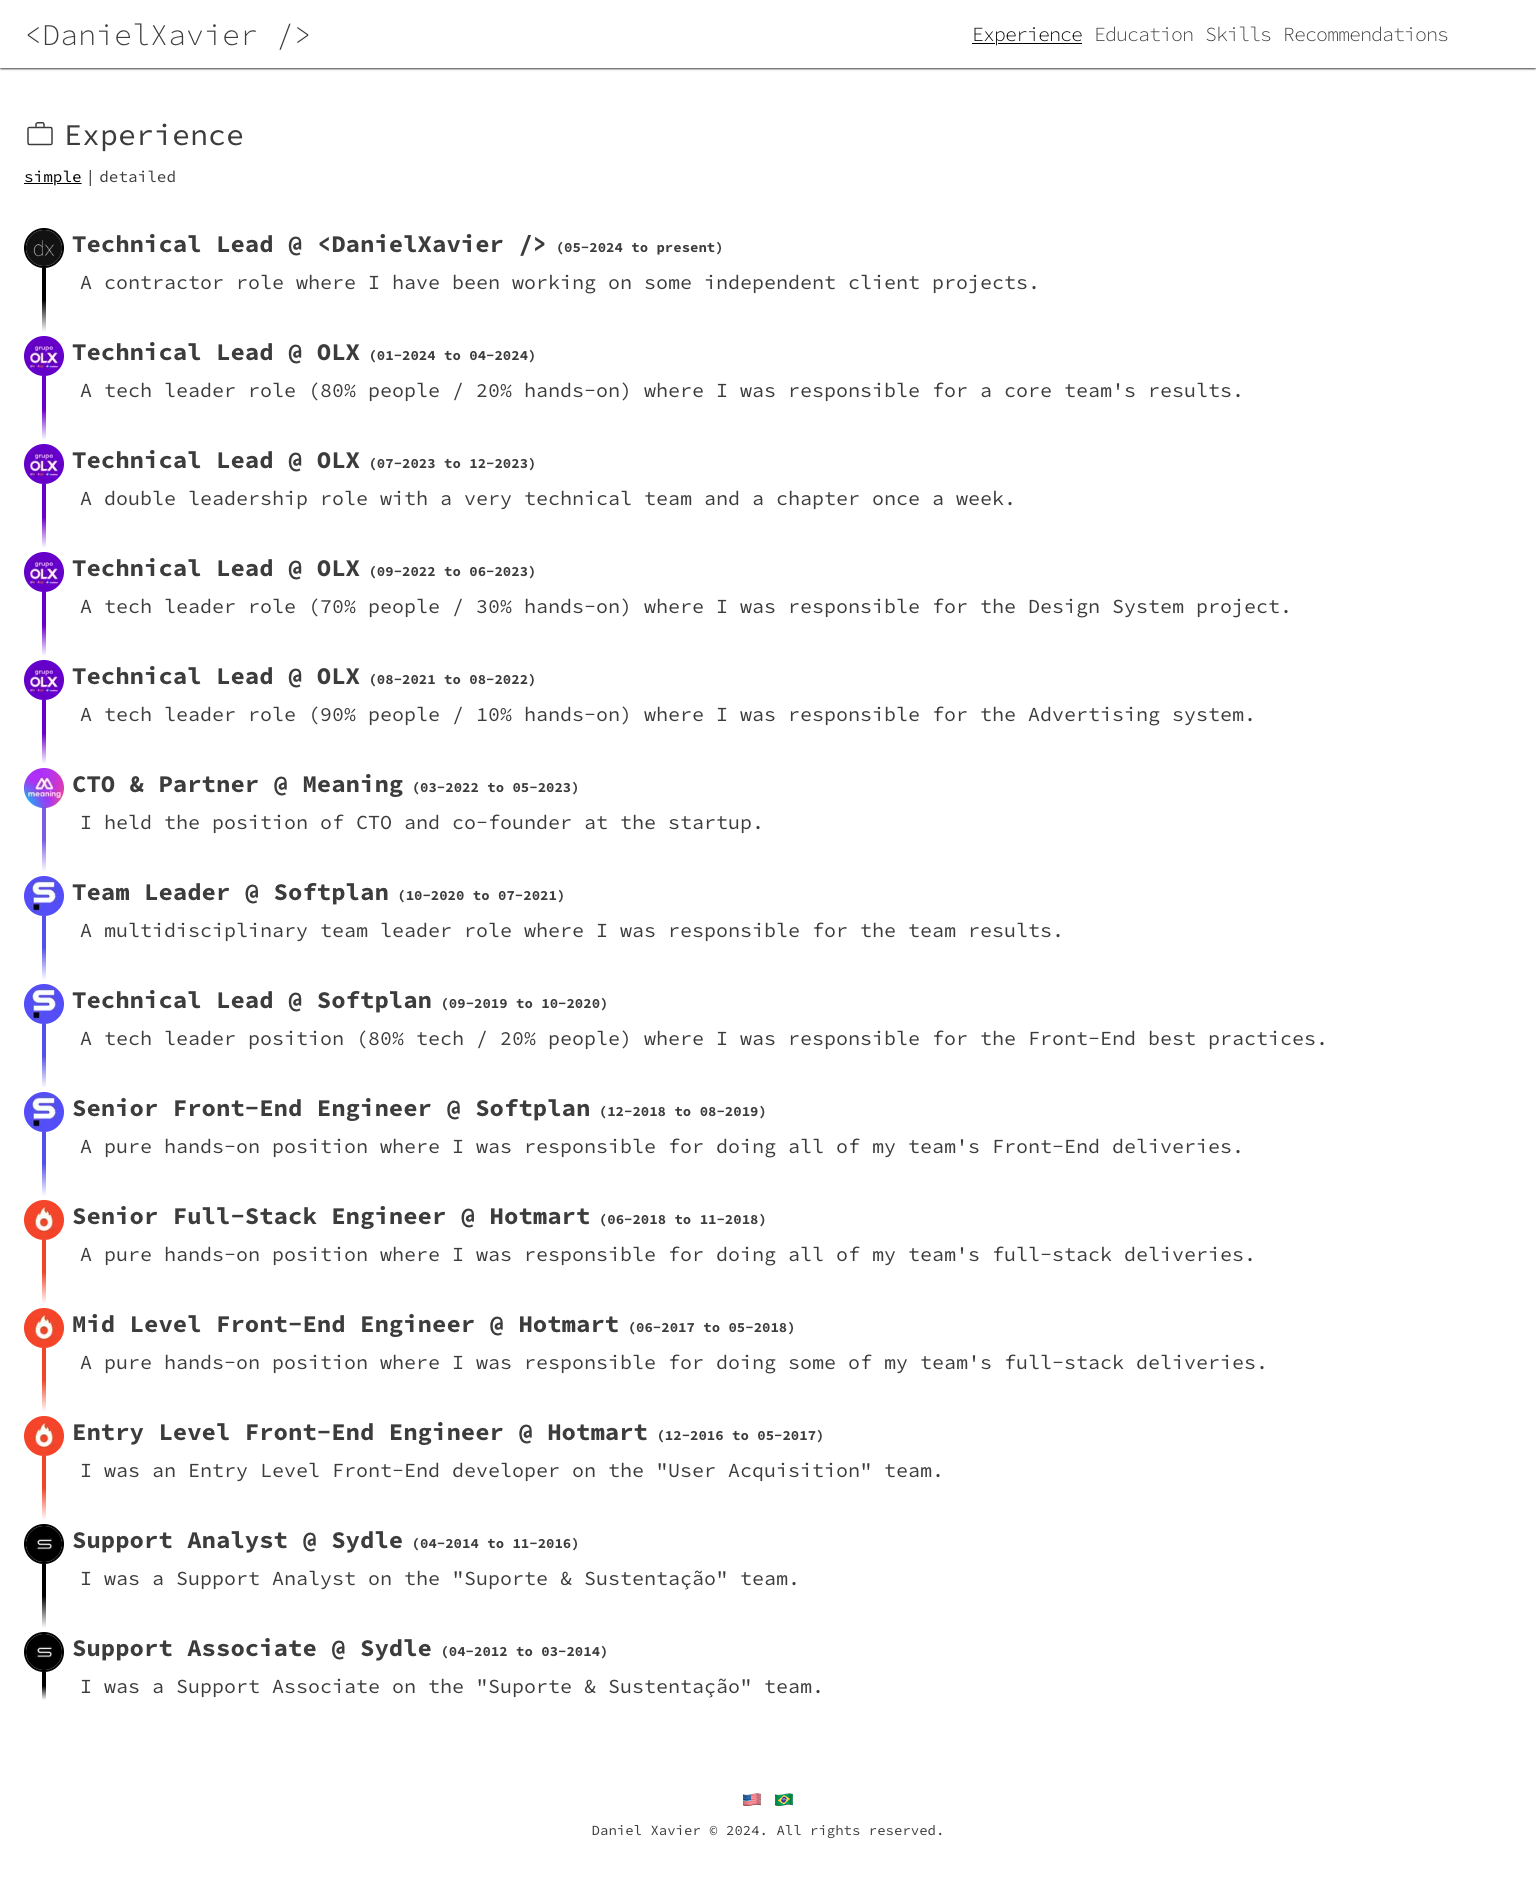 <DanielXavier />
Experience Education Skills Recommendations
Experience
simple | detailed
dx
Technical Lead @ <DanielXavier /> (05-2024 to present)
A contractor role where I have been working on some independent client projects.
grupo
OLX
Technical Lead @ OLX (01-2024 to 04-2024)
A tech leader role (80% people / 20% hands-on) where I was responsible for a core team's results.
grupo
OLX
Technical Lead @ OLX (07-2023 to 12-2023)
A double leadership role with a very technical team and a chapter once a week.
grupo
OLX
Technical Lead @ OLX (09-2022 to 06-2023)
A tech leader role (70% people / 30% hands-on) where I was responsible for the Design System project.
grupo
OLX
Technical Lead @ OLX (08-2021 to 08-2022)
A tech leader role (90% people / 10% hands-on) where I was responsible for the Advertising system.
meaning
CTO & Partner @ Meaning (03-2022 to 05-2023)
I held the position of CTO and co-founder at the startup.
Team Leader @ Softplan (10-2020 to 07-2021)
A multidisciplinary team leader role where I was responsible for the team results.
Technical Lead @ Softplan (09-2019 to 10-2020)
A tech leader position (80% tech / 20% people) where I was responsible for the Front-End best practices.
Senior Front-End Engineer @ Softplan (12-2018 to 08-2019)
A pure hands-on position where I was responsible for doing all of my team's Front-End deliveries.
Senior Full-Stack Engineer @ Hotmart (06-2018 to 11-2018)
A pure hands-on position where I was responsible for doing all of my team's full-stack deliveries.
Mid Level Front-End Engineer @ Hotmart (06-2017 to 05-2018)
A pure hands-on position where I was responsible for doing some of my team's full-stack deliveries.
Entry Level Front-End Engineer @ Hotmart (12-2016 to 05-2017)
I was an Entry Level Front-End developer on the "User Acquisition" team.
Support Analyst @ Sydle (04-2014 to 11-2016)
I was a Support Analyst on the "Suporte & Sustentação" team.
Support Associate @ Sydle (04-2012 to 03-2014)
I was a Support Associate on the "Suporte & Sustentação" team.
Daniel Xavier © 2024. All rights reserved.